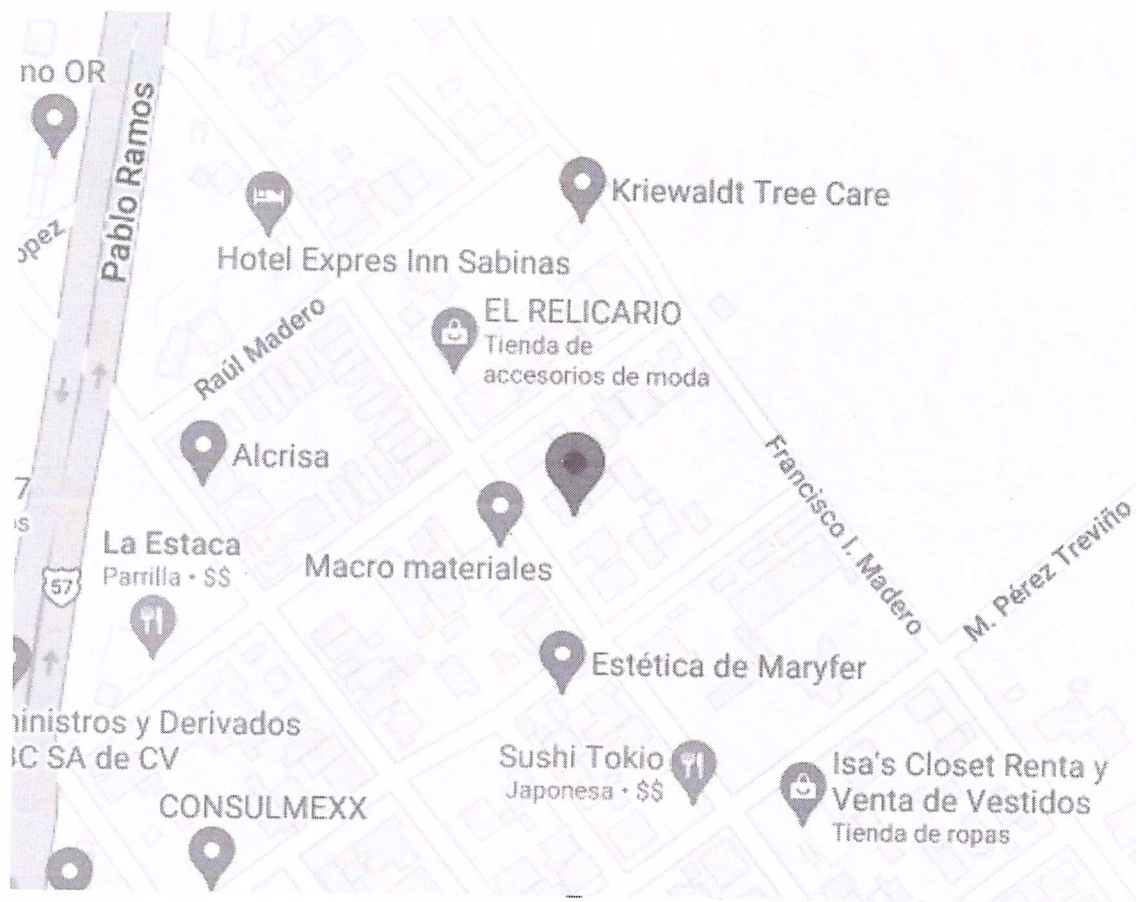 no OR
Pablo Ramos
Kriewaldt Tree Care
Hotel Expres Inn Sabinas
EL RELICARIO
Tienda de
accesorios de moda
Raúl Madero
Alcrisa
Francisco I. Madero
M. Pérez Treviño
La Estaca
Parrilla • $$
57
Macro materiales
Estética de Maryfer
inistros y Derivados
SA de CV
CONSULMEXX
Sushi Tokio
Japonesa • $$
Isa's Closet Renta y
Venta de Vestidos
Tienda de ropas